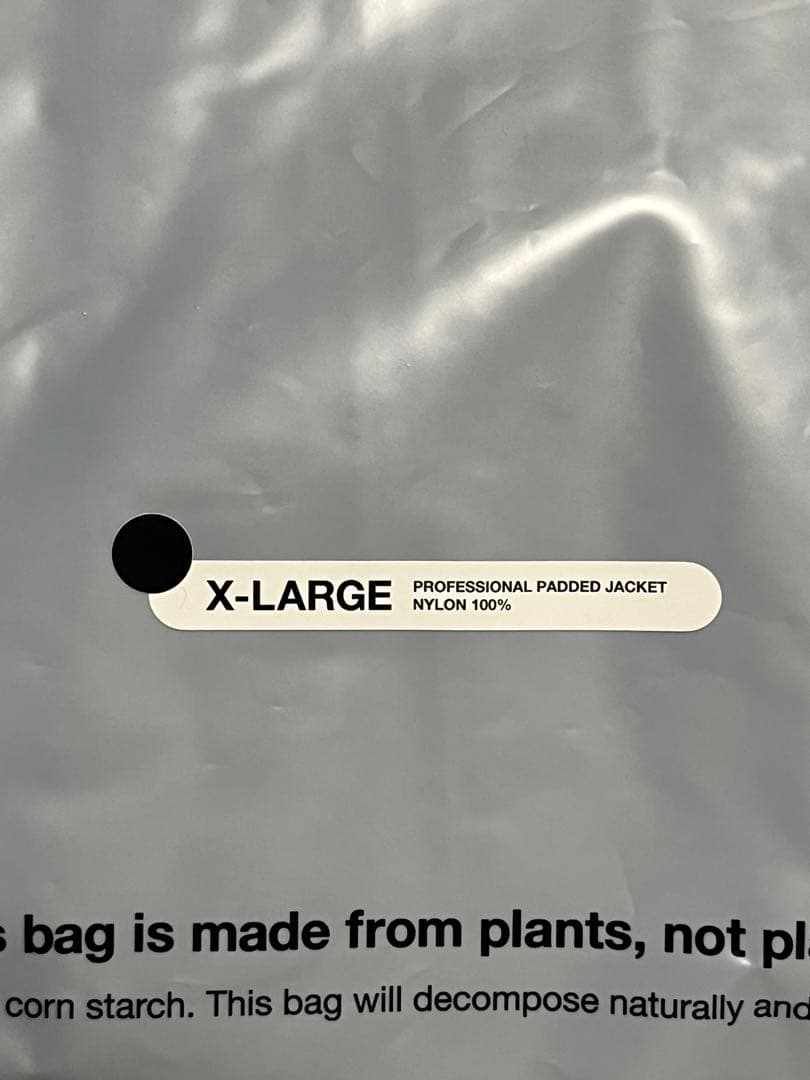 X-LARGE
PROFESSIONAL PADDED JACKET
NYLON 100%
bag is made from plants, not
corn starch. This bag will decompose naturally and